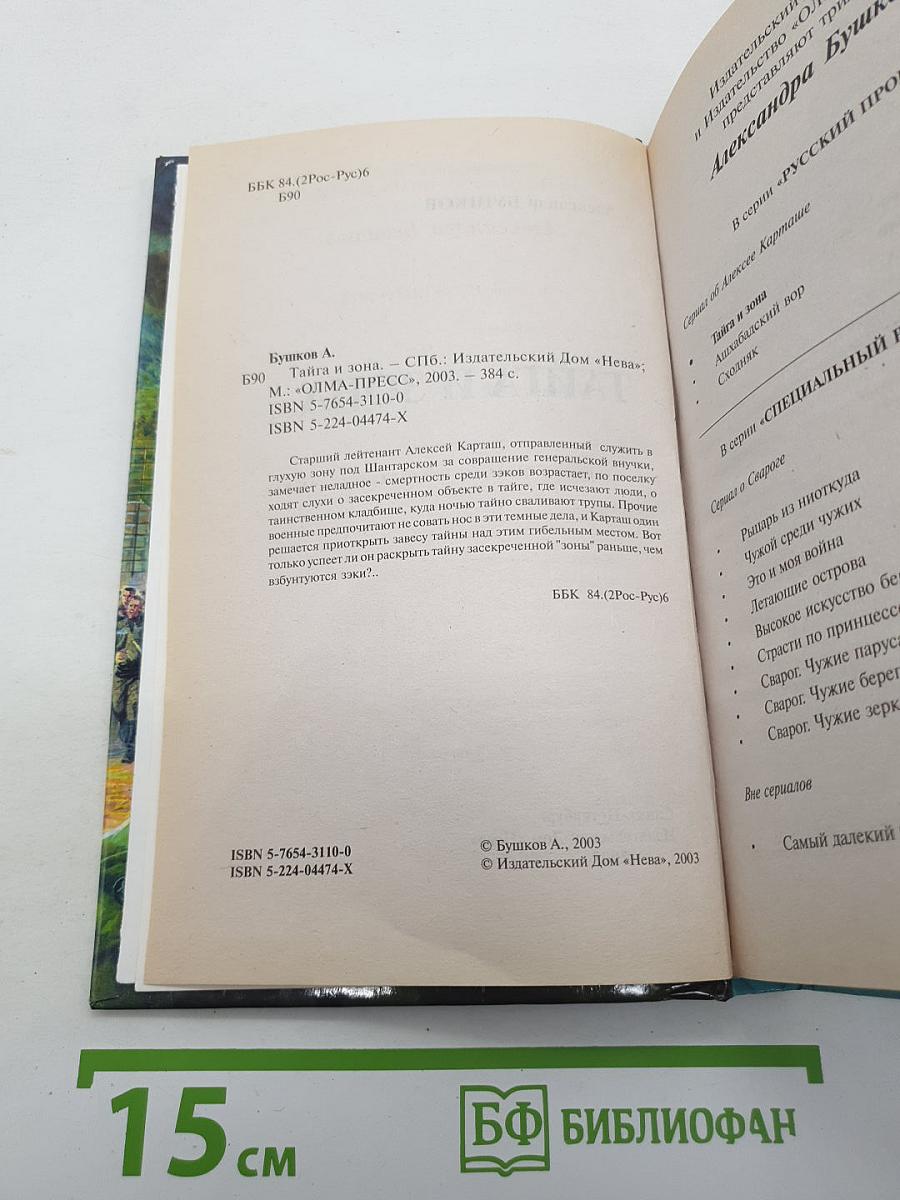 ББК 84.(2Рос-Рус)6
Б90
Бушков А.
Б90 Тайга и зона. – СПб.: Издательский Дом «Нева»;
М.: «ОЛМА-ПРЕСС», 2003. – 384 с.
ISBN 5-7654-3110-0
ISBN 5-224-04474-X
Старший лейтенант Алексей Карташ, отправленный служить в
глухую зону под Шантарском за совращение генеральской внучки,
замечает неладное - смертность среди зэков возрастает, по поселку
ходят слухи о засекреченном объекте в тайге, где исчезают люди, о
таинственном кладбище, куда ночью тайно сваливают трупы. Прочие
военные предпочитают не совать нос в эти темные дела, и Карташ один
решается приоткрыть завесу тайны над этим гибельным местом. Вот
только успеет ли он раскрыть тайну засекреченной "зоны" раньше, чем
взбунтуются зэки?..
ББК 84.(2Рос-Рус)6
ISBN 5-7654-3110-0
ISBN 5-224-04474-X
© Бушков А., 2003
© Издательский Дом «Нева», 2003
Издательский
и Издательство
представляют
Александра
В серии «РУССКИЙ
Сериал об Алексее Карташе
• Тайга и зона
• Ашхабадский вор
• Сходняк
В серии «СПЕЦИАЛЬНЫЙ
Сериал о Свароге
• Рыцарь из ниоткуда
• Чужой среди чужих
• Это и моя война
• Летающие острова
• Высокое искусство
• Страсти по
• Сварог. Чужие
• Сварог. Чужие
• Сварог. Чужие
Вне сериалов
• Самый далекий
15 см
БФ БИБЛИОФАН